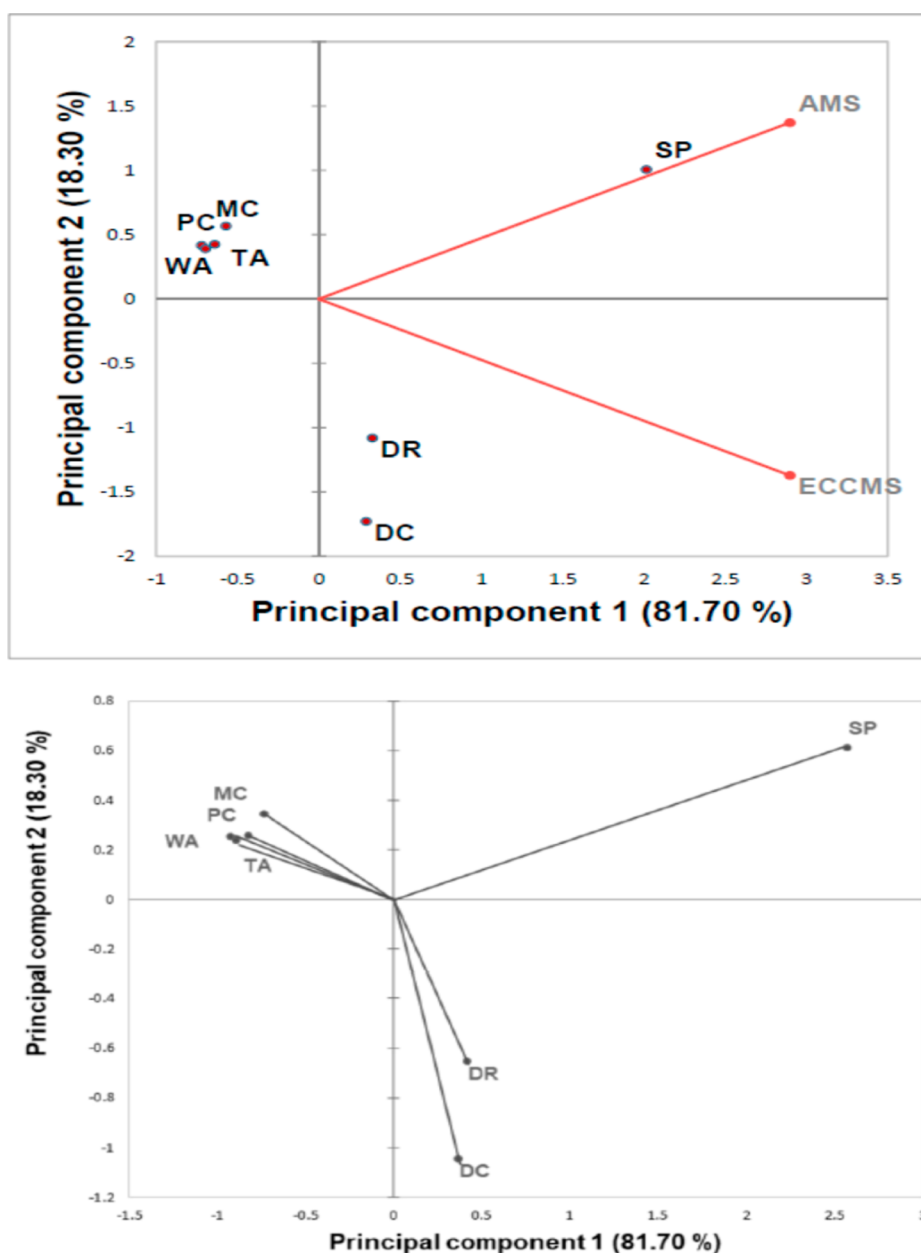 2
AMS
1.5
SP
1
MC
PC
0.5
WA
TA
0
-0.5
-1
DR
ECCMS
-1.5
DC
-2
-1
-0.5
0
0.5
1
1.5
2
2.5
3
3.5
Principal component 2 (18.30 %)
Principal component 1 (81.70 %)
0.8
SP
0.6
MC
0.4
PC
WA
0.2
TA
0
-0.2
-0.4
-0.6
DR
-0.8
-1
DC
-1.2
-1.5
-1
-0.5
0
0.5
1
1.5
2
2.5
Principal component 2 (18.30 %)
Principal component 1 (81.70 %)